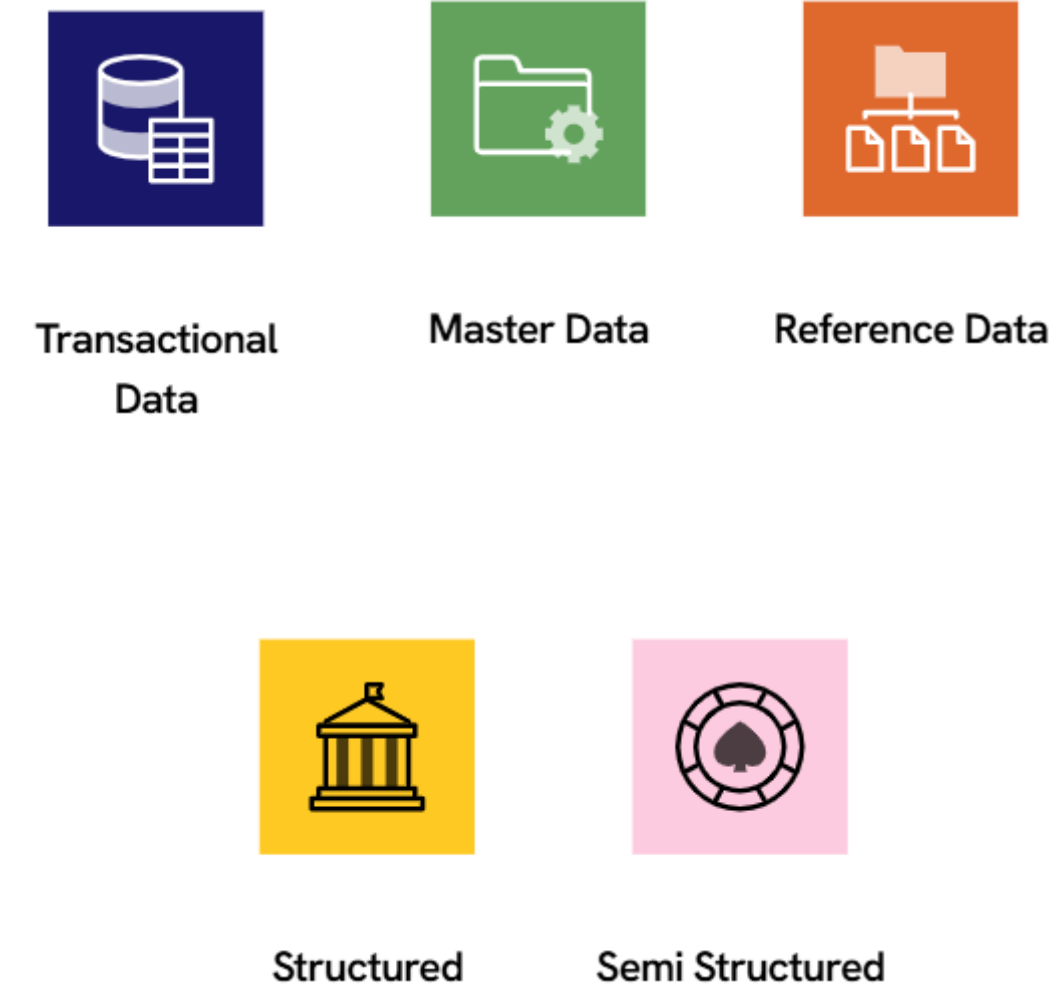 Transactional
Data
Master Data
Reference Data
Structured
Semi Structured